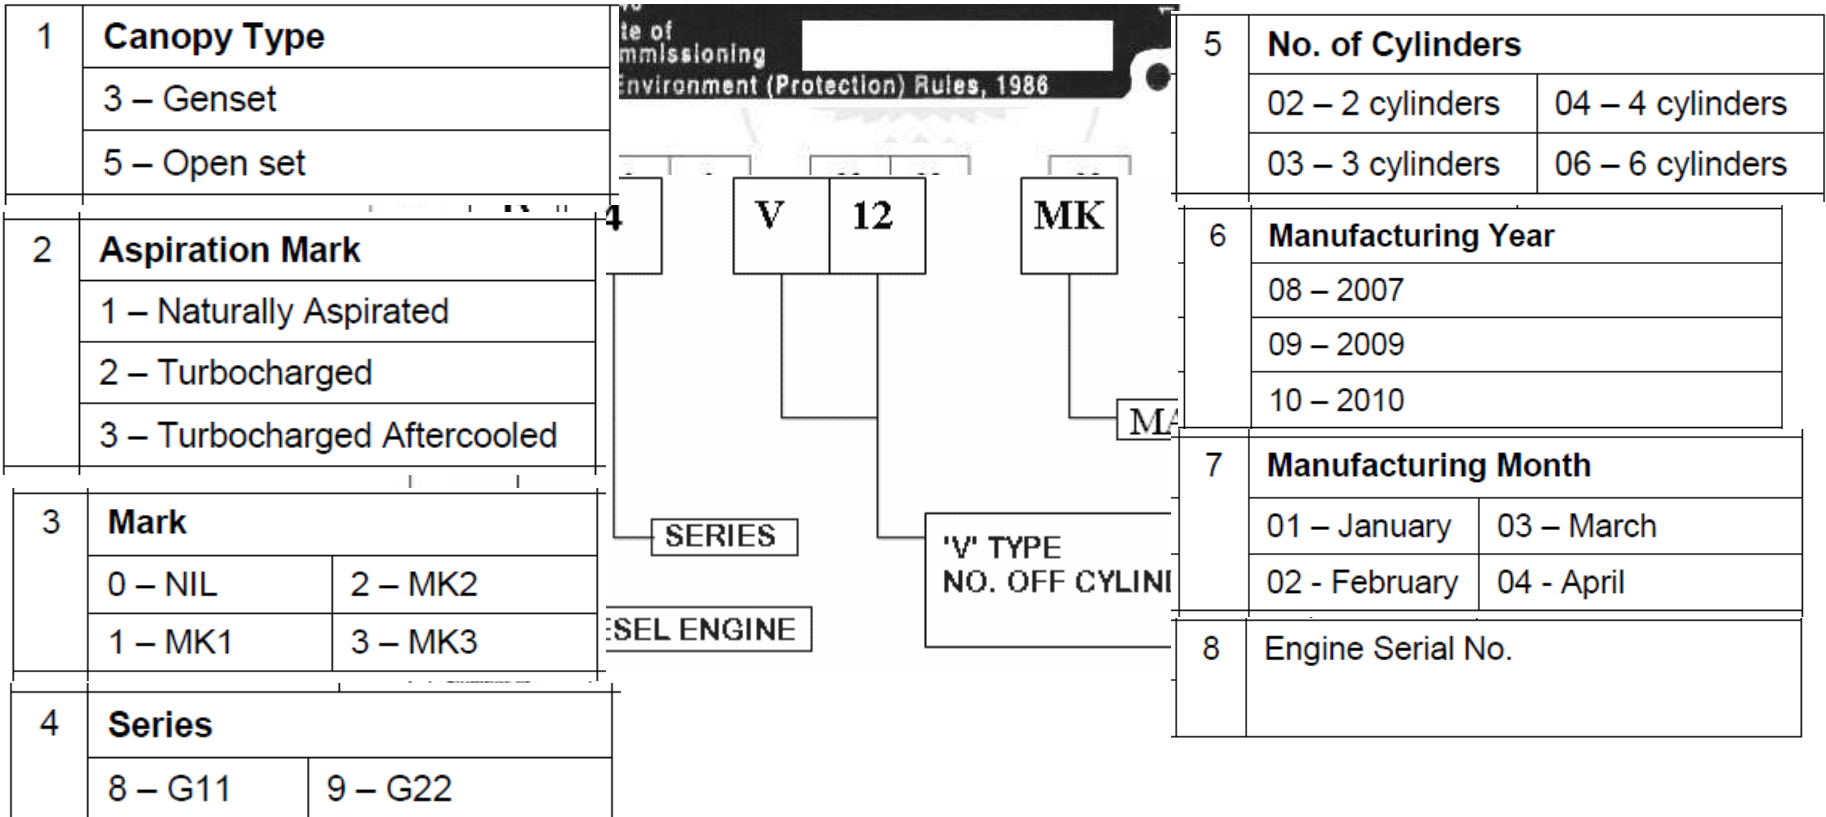 1 Canopy Type
3 – Genset
5 – Open set
2 Aspiration Mark
1 – Naturally Aspirated
2 – Turbocharged
3 – Turbocharged Aftercooled
3 Mark
0 – NIL 2 – MK2
1 – MK1 3 – MK3
4 Series
8 – G11 9 – G22
te of
mmissioning
Environment (Protection) Rules, 1986
4 V 12 MK
MA
SERIES
'V' TYPE
NO. OFF CYLIN
ESEL ENGINE
5 No. of Cylinders
02 – 2 cylinders 04 – 4 cylinders
03 – 3 cylinders 06 – 6 cylinders
6 Manufacturing Year
08 – 2007
09 – 2009
10 – 2010
7 Manufacturing Month
01 – January 03 – March
02 - February 04 - April
8 Engine Serial No.